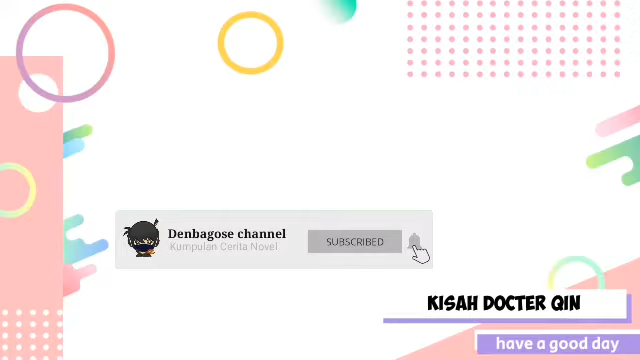 Denbagose channel
Kumpulan Cerita Novel
SUBSCRIBED
KISAH DOCTER QIN
have a good day